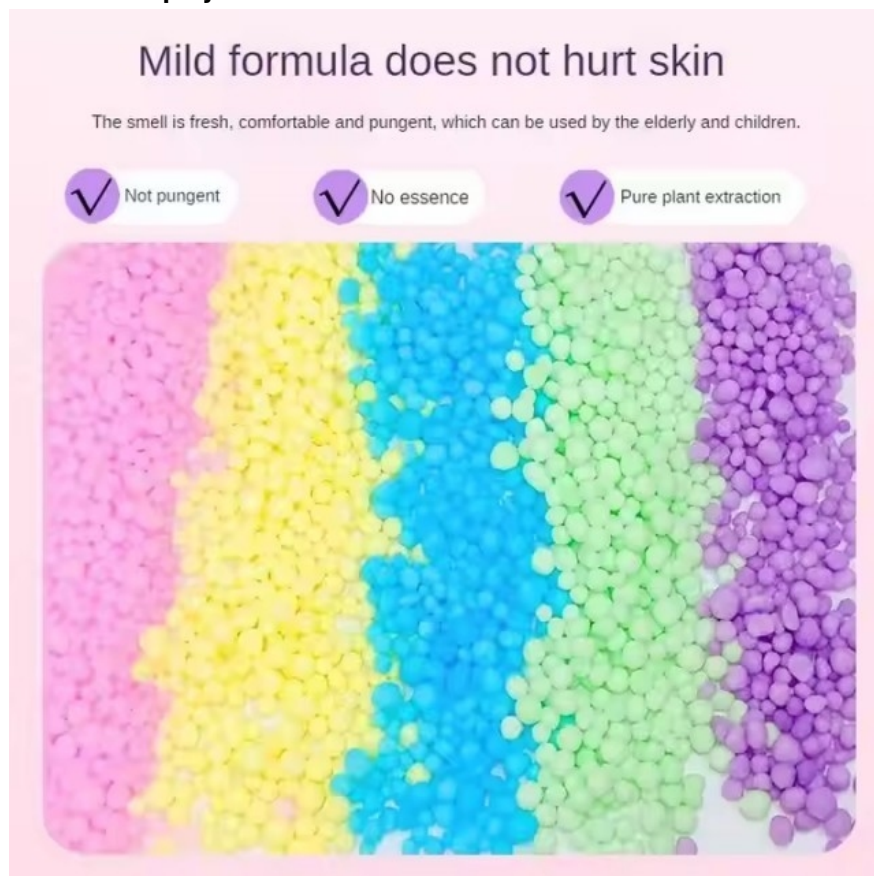 Mild formula does not hurt skin
The smell is fresh, comfortable and pungent, which can be used by the elderly and children.
Not pungent
No essence
Pure plant extraction